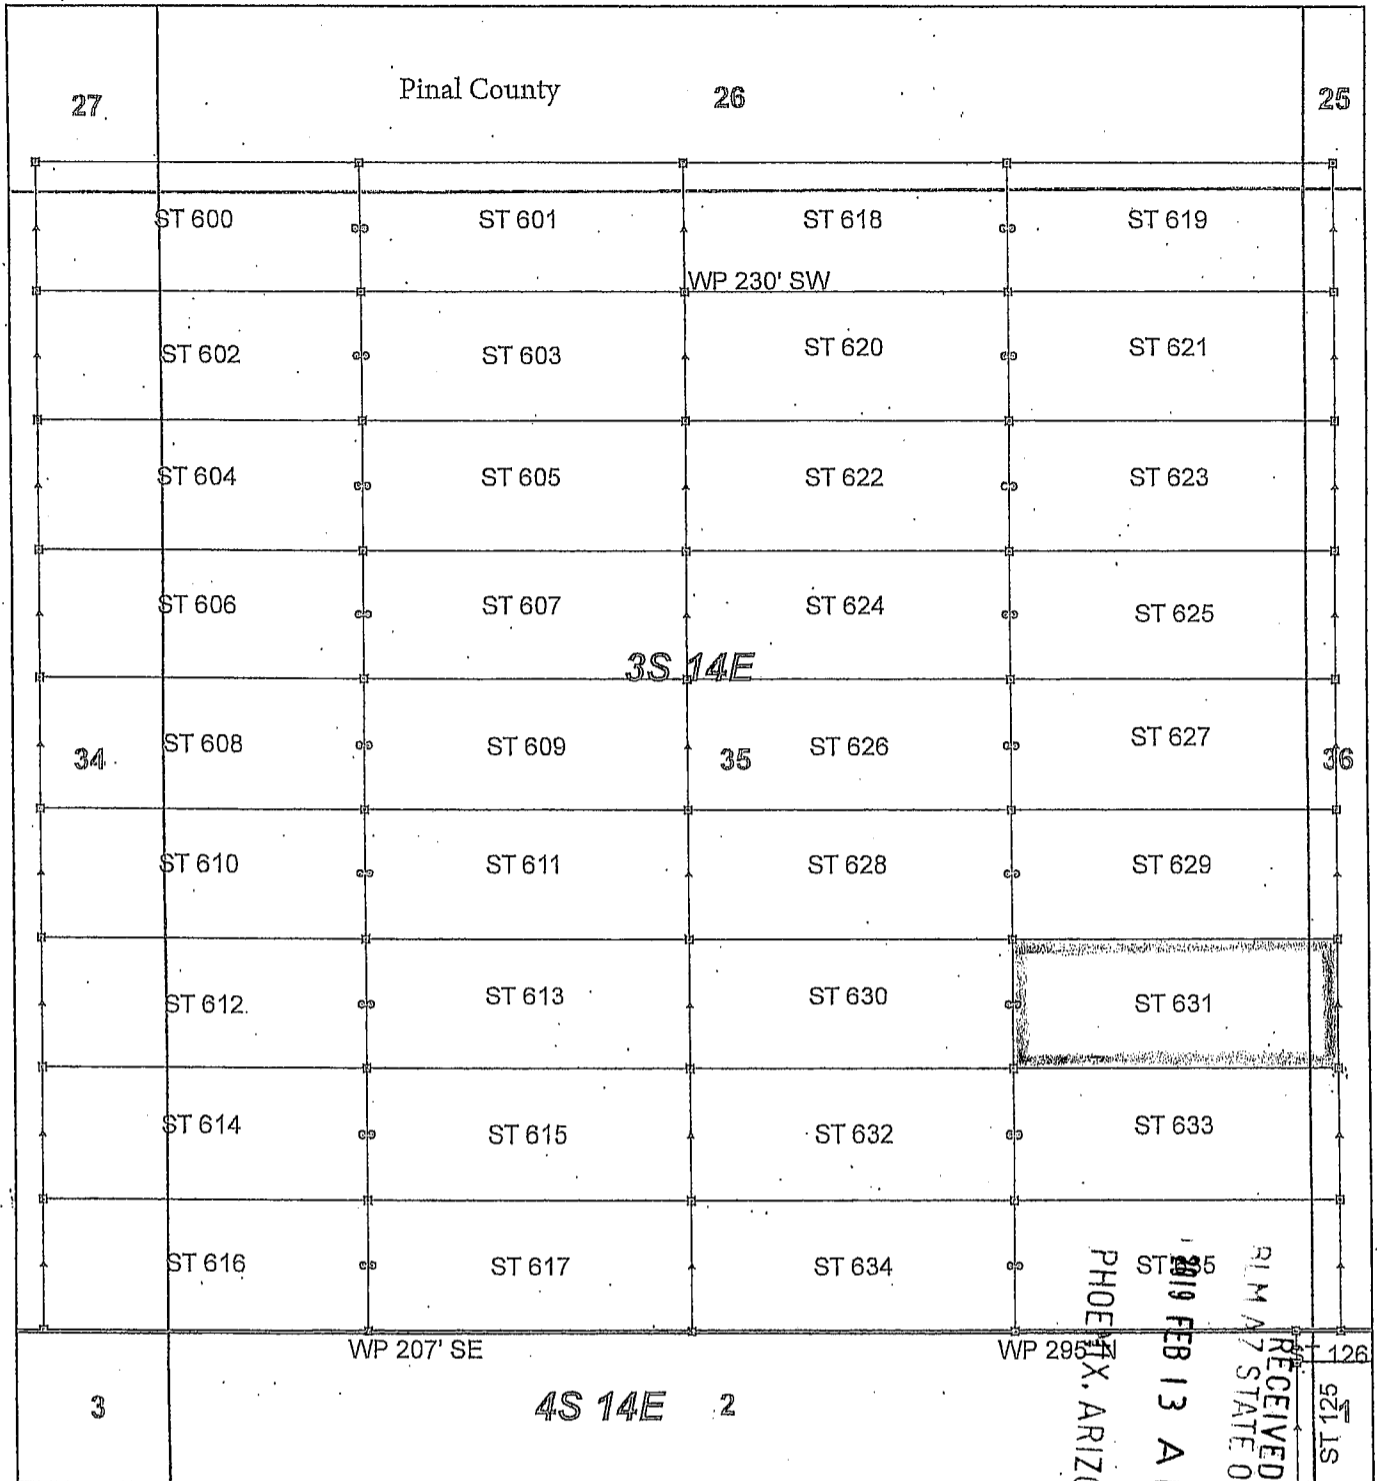 27
Pinal County
26
25
ST 600
ST 601
ST 618
ST 619
WP 230' SW
ST 602
ST 603
ST 620
ST 621
ST 604
ST 605
ST 622
ST 623
ST 606
ST 607
ST 624
ST 625
3S 14E
34
ST 608
ST 609
35
ST 626
ST 627
36
ST 610
ST 611
ST 628
ST 629
ST 612
ST 613
ST 630
ST 631
ST 614
ST 615
ST 632
ST 633
ST 616
ST 617
ST 634
WP 207' SE
ST 126
3
4S 14E
2
ST 125
RECEIVED
STATE
2019 FEB 13 A
PHOENIX, ARIZ